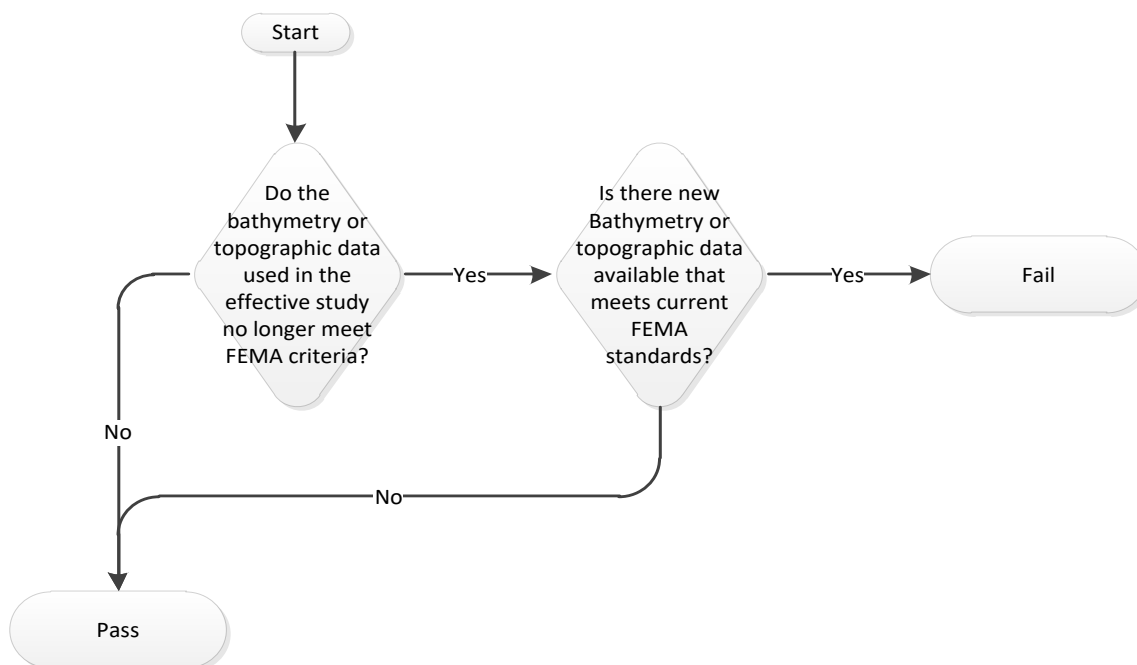 Start
Do the
bathymetry or
topographic data
used in the
effective study
no longer meet
FEMA criteria?
Yes
Is there new
Bathymetry or
topographic data
available that
meets current
FEMA
standards?
Yes
Fail
No
No
Pass